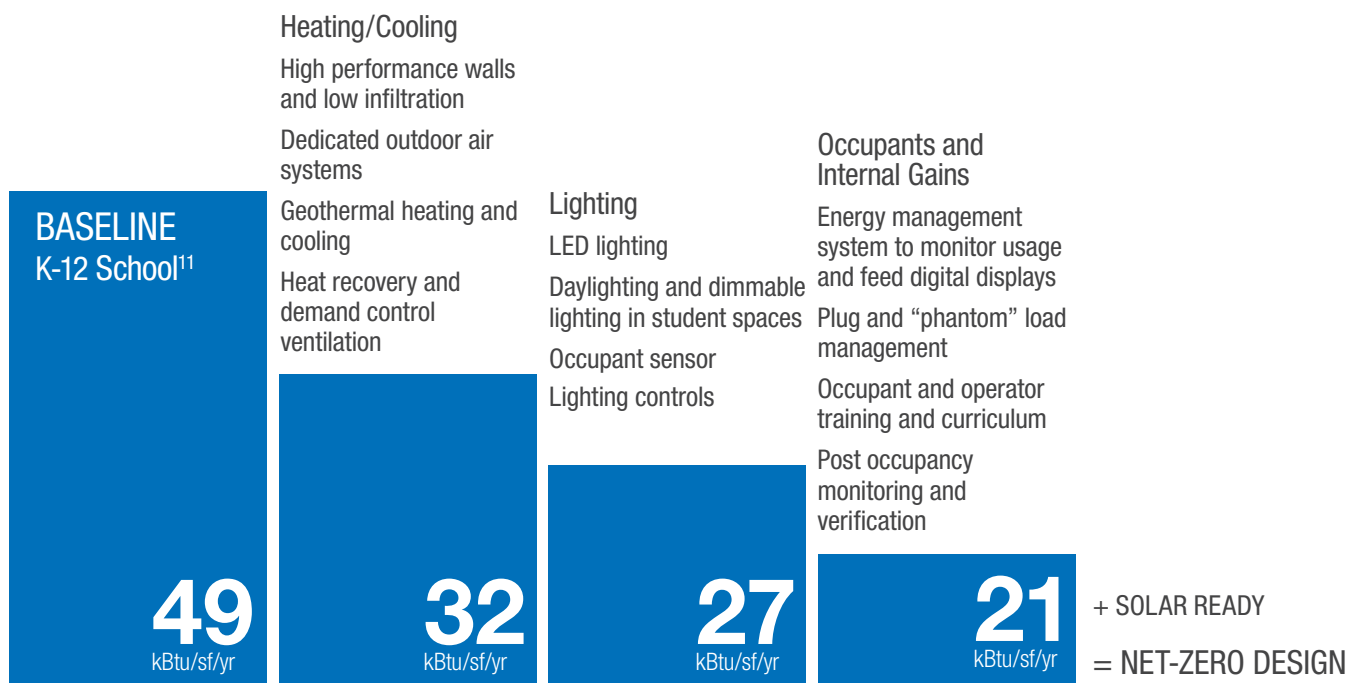 BASELINE
K-12 School11
49
kBtu/sf/yr
Heating/Cooling
High performance walls
and low infiltration
Dedicated outdoor air
systems
Geothermal heating and
cooling
Heat recovery and
demand control
ventilation
32
kBtu/sf/yr
Lighting
LED lighting
Daylighting and dimmable
lighting in student spaces
Occupant sensor
Lighting controls
27
kBtu/sf/yr
Occupants and
Internal Gains
Energy management
system to monitor usage
and feed digital displays
Plug and “phantom” load
management
Occupant and operator
training and curriculum
Post occupancy
monitoring and
verification
21
kBtu/sf/yr
+ SOLAR READY
= NET-ZERO DESIGN